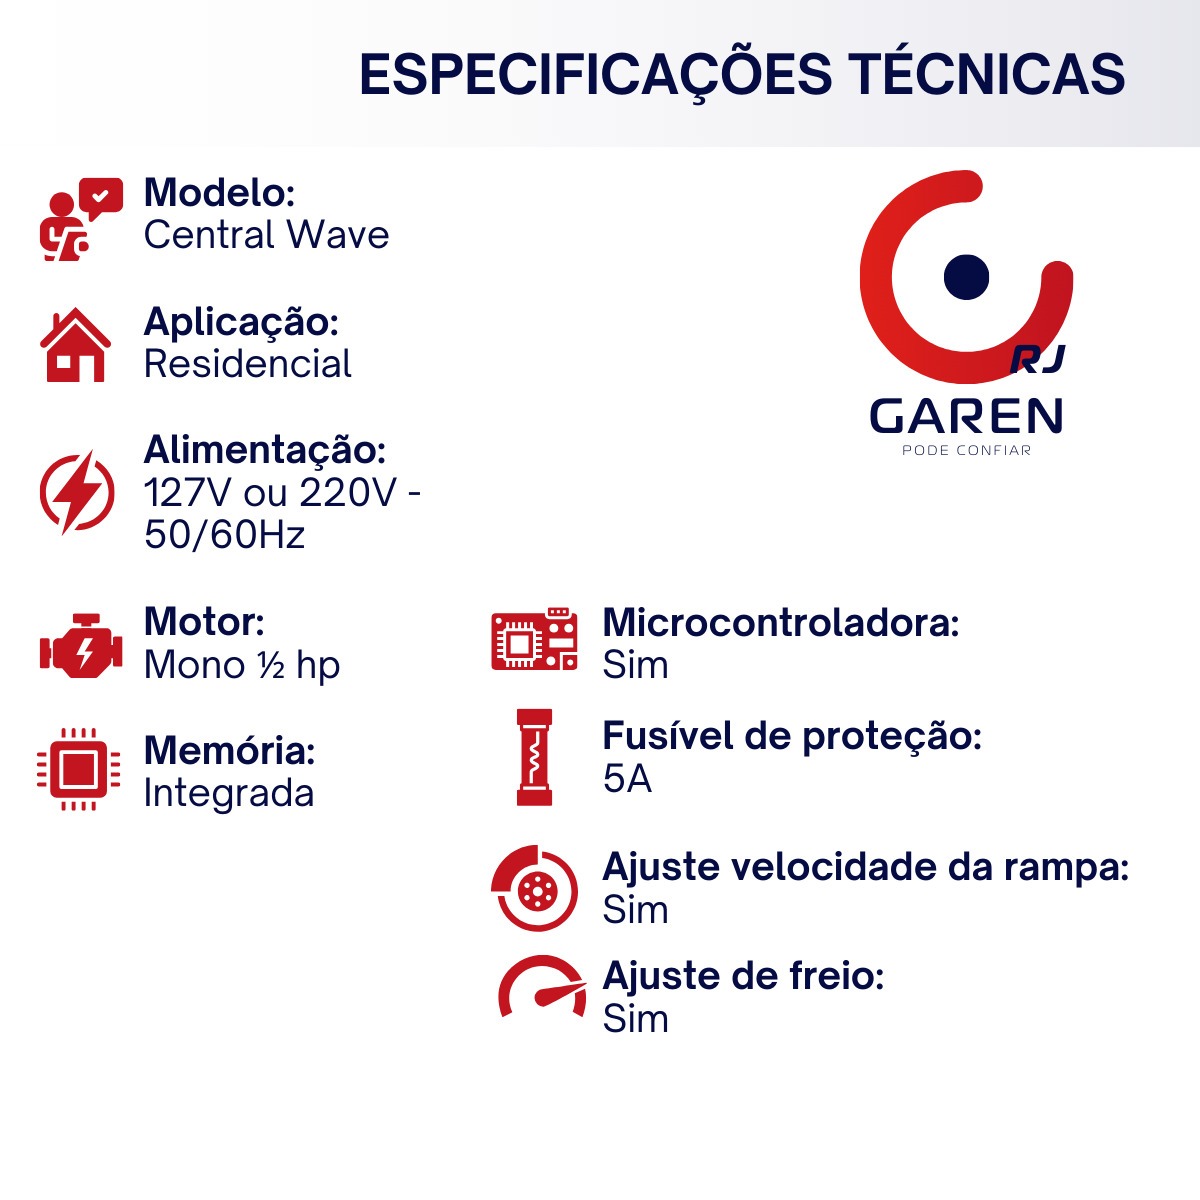 ESPECIFICAÇÕES TÉCNICAS
Modelo:
Central Wave
Aplicação:
Residencial
Alimentação:
127V ou 220V -
50/60Hz
Motor:
Mono ½ hp
Memória:
Integrada
RJ
GAREN
PODE CONFIAR
Microcontroladora:
Sim
Fusível de proteção:
5A
Ajuste velocidade da rampa:
Sim
Ajuste de freio:
Sim